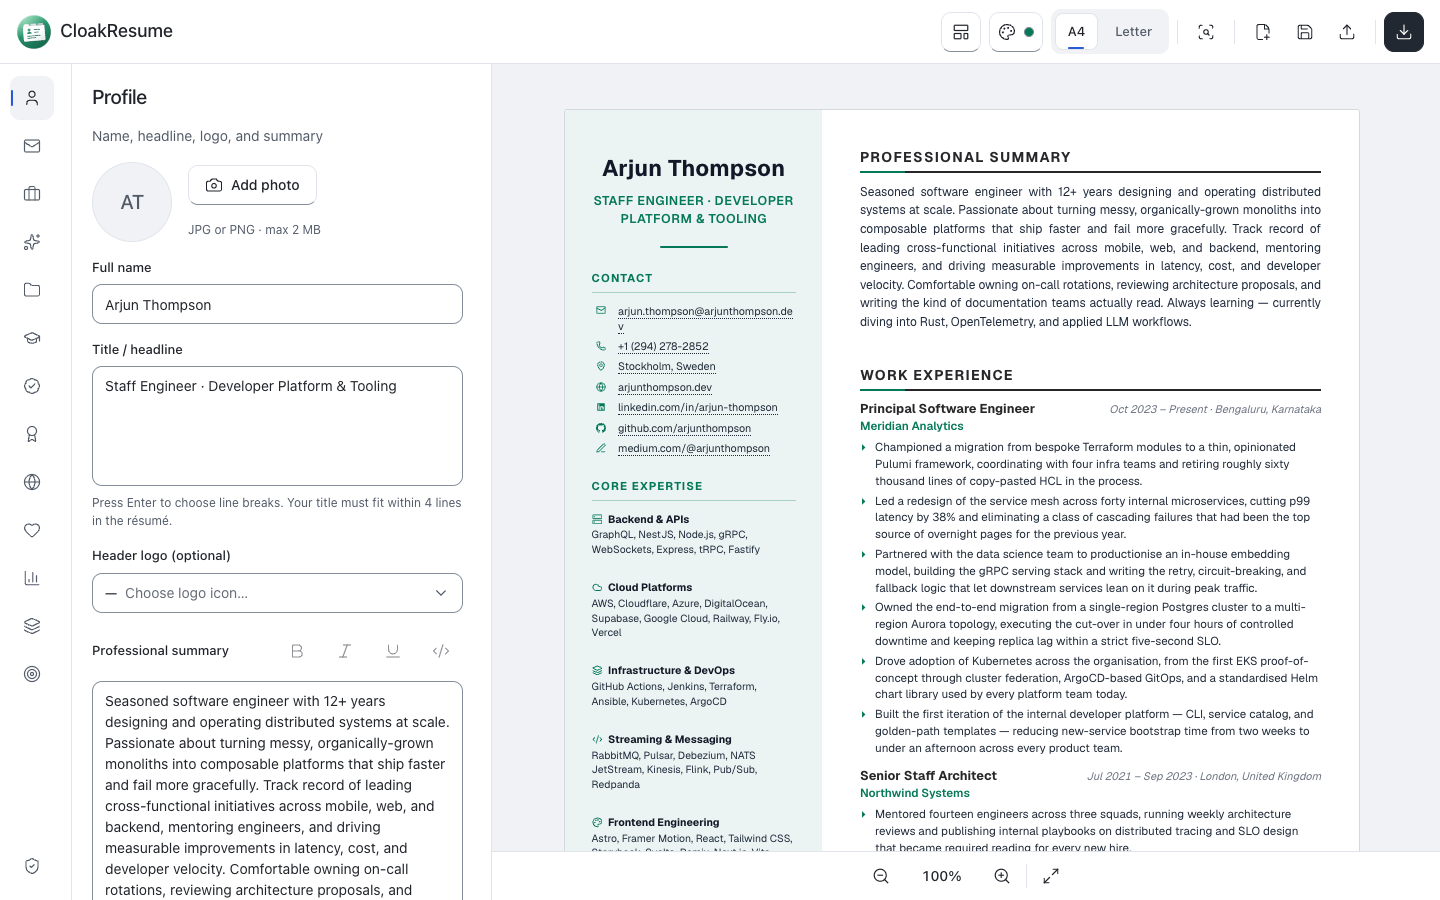 CloakResume
A4
Letter
Profile
Name, headline, logo, and summary
AT
Add photo
JPG or PNG · max 2 MB
Full name
Arjun Thompson
Title / headline
Staff Engineer · Developer Platform & Tooling
Press Enter to choose line breaks. Your title must fit within 4 lines
in the résumé.
Header logo (optional)
— Choose logo icon...
Professional summary
Seasoned software engineer with 12+ years
designing and operating distributed systems at scale.
Passionate about turning messy, organically-grown
monoliths into composable platforms that ship faster
and fail more gracefully. Track record of leading
cross-functional initiatives across mobile, web, and
backend, mentoring engineers, and driving
measurable improvements in latency, cost, and
developer velocity. Comfortable owning on-call
rotations, reviewing architecture proposals, and
Arjun Thompson
STAFF ENGINEER · DEVELOPER
PLATFORM & TOOLING
CONTACT
arjun.thompson@arjunthompson.de
v
+1 (294) 278-2852
Stockholm, Sweden
arjunthompson.dev
linkedin.com/in/arjun-thompson
github.com/arjunthompson
medium.com/@arjunthompson
CORE EXPERTISE
Backend & APIs
GraphQL, NestJS, Node.js, gRPC,
WebSockets, Express, tRPC, Fastify
Cloud Platforms
AWS, Cloudflare, Azure, DigitalOcean,
Supabase, Google Cloud, Railway, Fly.io,
Vercel
Infrastructure & DevOps
GitHub Actions, Jenkins, Terraform,
Ansible, Kubernetes, ArgoCD
Streaming & Messaging
RabbitMQ, Pulsar, Debezium, NATS
JetStream, Kinesis, Flink, Pub/Sub,
Redpanda
Frontend Engineering
Astro, Framer Motion, React, Tailwind CSS,
PROFESSIONAL SUMMARY
Seasoned software engineer with 12+ years designing and operating distributed
systems at scale. Passionate about turning messy, organically-grown monoliths into
composable platforms that ship faster and fail more gracefully. Track record of
leading cross-functional initiatives across mobile, web, and backend, mentoring
engineers, and driving measurable improvements in latency, cost, and developer
velocity. Comfortable owning on-call rotations, reviewing architecture proposals, and
writing the kind of documentation teams actually read. Always learning — currently
diving into Rust, OpenTelemetry, and applied LLM workflows.
WORK EXPERIENCE
Principal Software Engineer
Oct 2023 – Present · Bengaluru, Karnataka
Meridian Analytics
Championed a migration from bespoke Terraform modules to a thin, opinionated
Pulumi framework, coordinating with four infra teams and retiring roughly sixty
thousand lines of copy-pasted HCL in the process.
Led a redesign of the service mesh across forty internal microservices, cutting p99
latency by 38% and eliminating a class of cascading failures that had been the top
source of overnight pages for the previous year.
Partnered with the data science team to productionise an in-house embedding
model, building the gRPC serving stack and writing the retry, circuit-breaking, and
fallback logic that let downstream services lean on it during peak traffic.
Owned the end-to-end migration from a single-region Postgres cluster to a multi-
region Aurora topology, executing the cut-over in under four hours of controlled
downtime and keeping replica lag within a strict five-second SLO.
Drove adoption of Kubernetes across the organisation, from the first EKS proof-of-
concept through cluster federation, ArgoCD-based GitOps, and a standardised Helm
chart library used by every platform team today.
Built the first iteration of the internal developer platform — CLI, service catalog, and
golden-path templates — reducing new-service bootstrap time from two weeks to
under an afternoon across every product team.
Senior Staff Architect
Jul 2021 – Sep 2023 · London, United Kingdom
Northwind Systems
Mentored fourteen engineers across three squads, running weekly architecture
reviews and publishing internal playbooks on distributed tracing and SLO design
that became required reading for every new hire.
100%